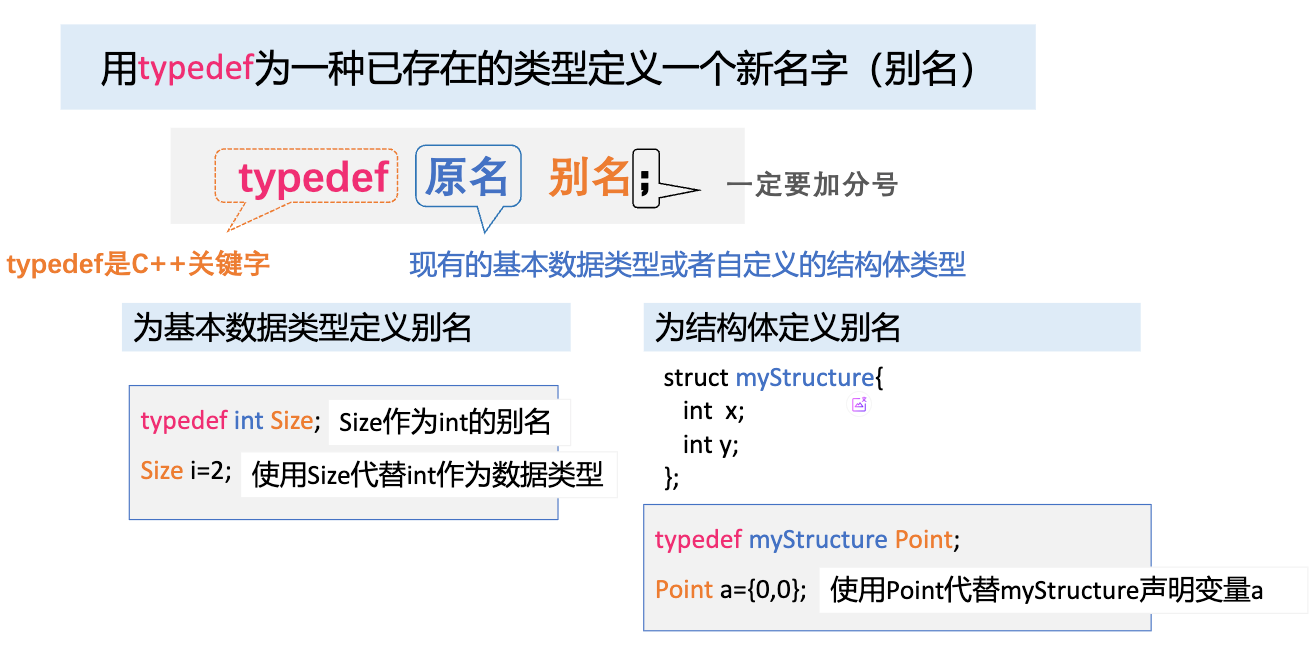 用typedef为一种已存在的类型定义一个新名字（别名）
typedef 原名 别名;
一定要加分号
typedef是C++关键字
现有的基本数据类型或者自定义的结构体类型
为基本数据类型定义别名
typedef int Size; Size作为int的别名
Size i=2; 使用Size代替int作为数据类型
为结构体定义别名
struct myStructure{
int x;
int y;
};
typedef myStructure Point;
Point a={0,0}; 使用Point代替myStructure声明变量a